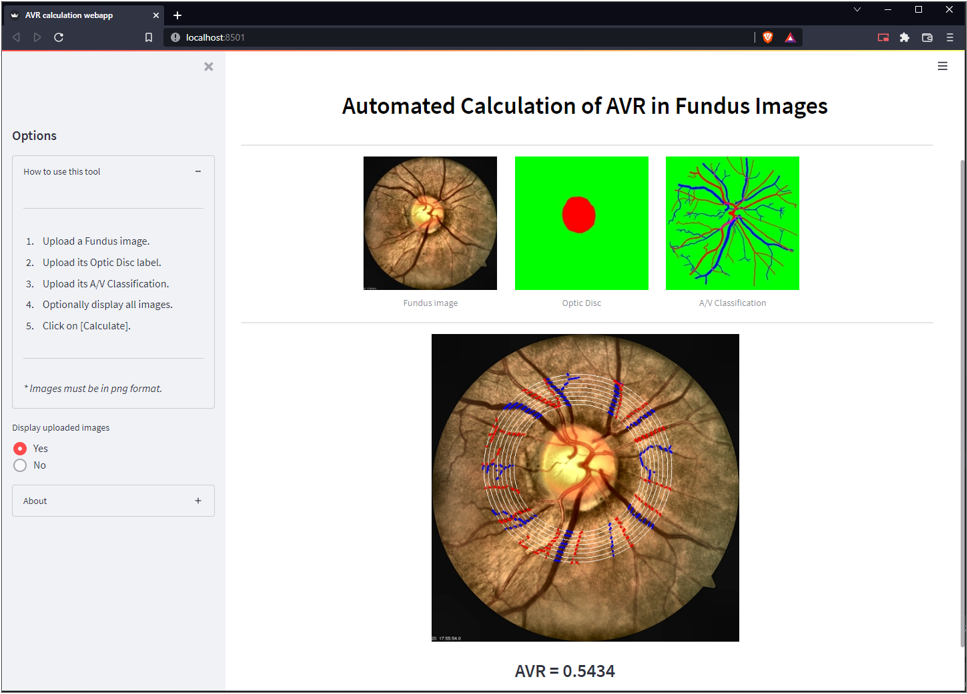 AVR calculation webapp
localhost:8501
Options
How to use this tool
1. Upload a Fundus image.
2. Upload its Optic Disc label.
3. Upload its A/V Classification.
4. Optionally display all images.
5. Click on [Calculate].
* Images must be in png format.
Display uploaded images
Yes
No
About
Automated Calculation of AVR in Fundus Images
Fundus image
Optic Disc
A/V Classification
AVR = 0.5434